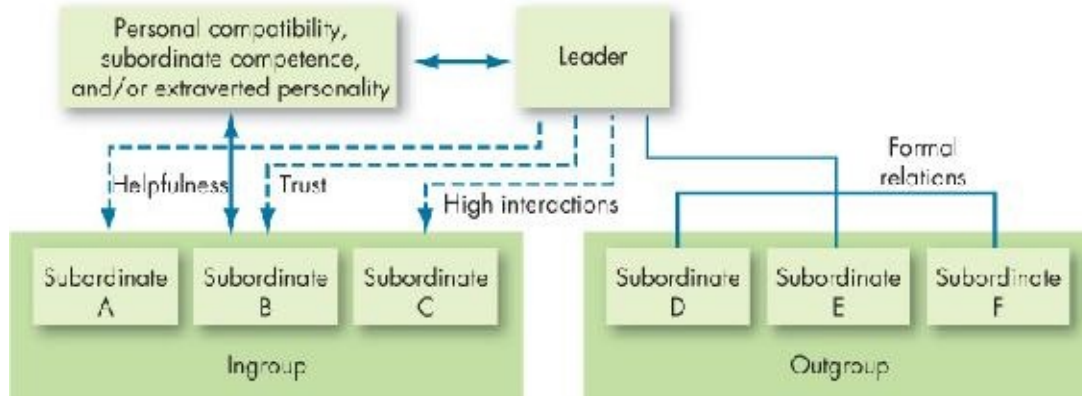 Personal compatibility,
subordinate competence,
and/or extraverted personality
Leader
Helpfulness
Trust
High interactions
Formal
relations
Subordinate
A
Subordinate
B
Subordinate
C
Ingroup
Subordinate
D
Subordinate
E
Subordinate
F
Outgroup